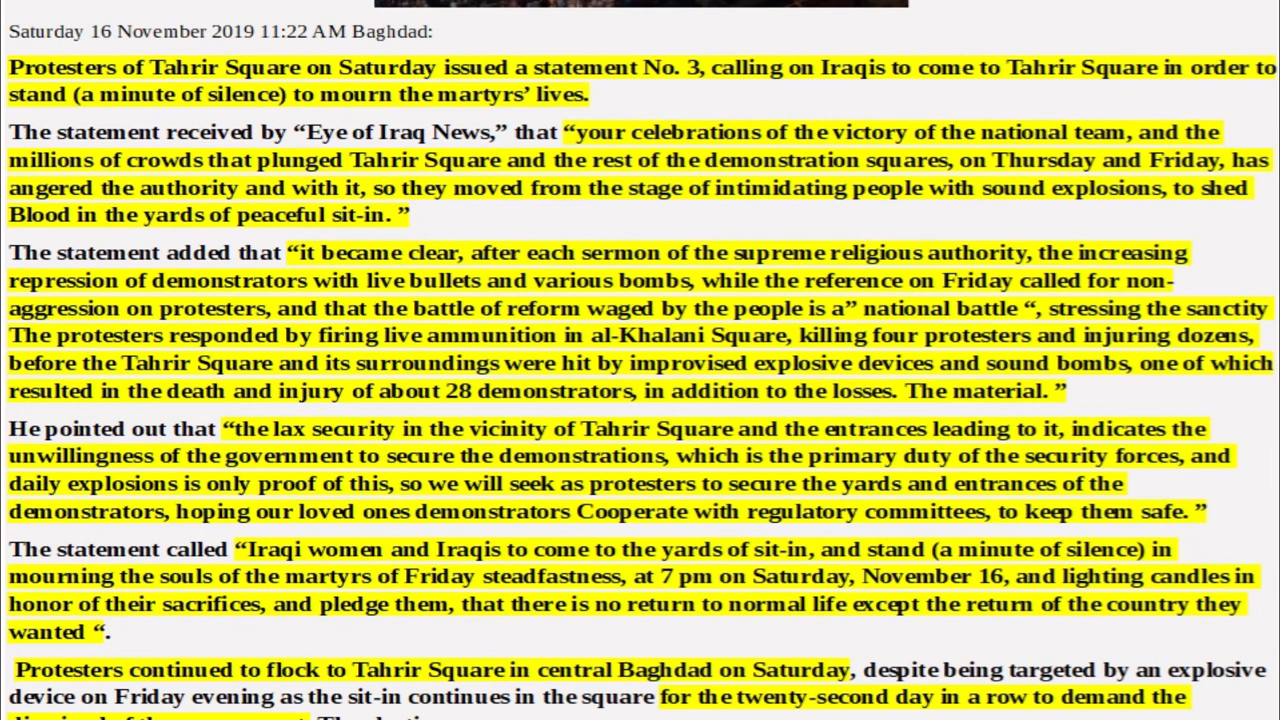 Saturday 16 November 2019 11:22 AM Baghdad:
Protesters of Tahrir Square on Saturday issued a statement No. 3, calling on Iraqis to come to Tahrir Square in order to
stand (a minute of silence) to mourn the martyrs’ lives.
The statement received by “Eye of Iraq News,” that “your celebrations of the victory of the national team, and the
millions of crowds that plunged Tahrir Square and the rest of the demonstration squares, on Thursday and Friday, has
angered the authority and with it, so they moved from the stage of intimidating people with sound explosions, to shed
Blood in the yards of peaceful sit-in. ”
The statement added that “it became clear, after each sermon of the supreme religious authority, the increasing
repression of demonstrators with live bullets and various bombs, while the reference on Friday called for non-
aggression on protesters, and that the battle of reform waged by the people is a” national battle “, stressing the sanctity
The protesters responded by firing live ammunition in al-Khalani Square, killing four protesters and injuring dozens,
before the Tahrir Square and its surroundings were hit by improvised explosive devices and sound bombs, one of which
resulted in the death and injury of about 28 demonstrators, in addition to the losses. The material. ”
He pointed out that “the lax security in the vicinity of Tahrir Square and the entrances leading to it, indicates the
unwillingness of the government to secure the demonstrations, which is the primary duty of the security forces, and
daily explosions is only proof of this, so we will seek as protesters to secure the yards and entrances of the
demonstrators, hoping our loved ones demonstrators Cooperate with regulatory committees, to keep them safe. ”
The statement called “Iraqi women and Iraqis to come to the yards of sit-in, and stand (a minute of silence) in
mourning the souls of the martyrs of Friday steadfastness, at 7 pm on Saturday, November 16, and lighting candles in
honor of their sacrifices, and pledge them, that there is no return to normal life except the return of the country they
wanted “.
Protesters continued to flock to Tahrir Square in central Baghdad on Saturday, despite being targeted by an explosive
device on Friday evening as the sit-in continues in the square for the twenty-second day in a row to demand the